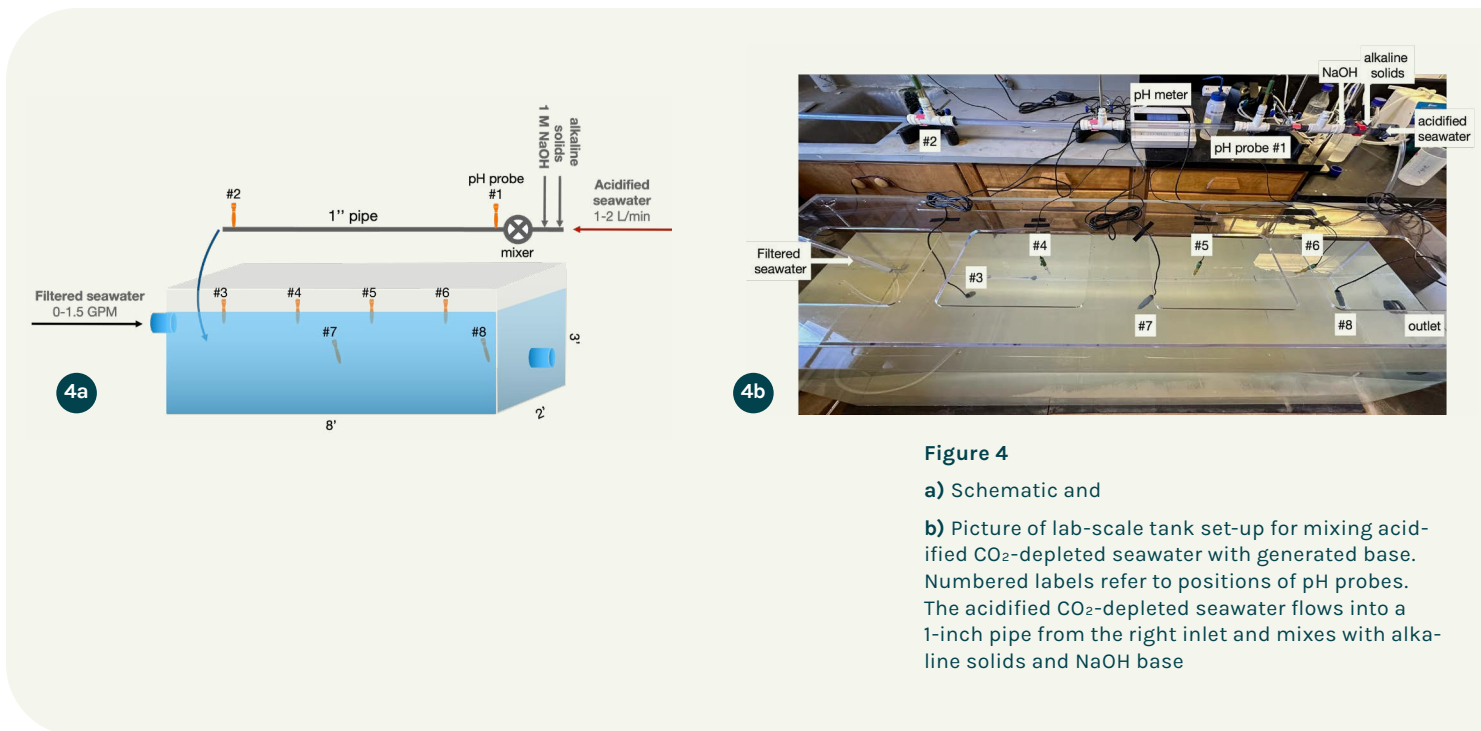 1 M NaOH
alkaline
solids
#2
pH probe
#1
1'' pipe
mixer
Acidified
seawater
1-2 L/min
Filtered seawater
0-1.5 GPM
#3
#4
#5
#6
#7
#8
3'
2'
8'
4a
alkaline
solids
NaOH
pH meter
acidified
seawater
#2
pH probe #1
Filtered
seawater
#4
#5
#6
#3
#7
#8
outlet
4b
Figure 4
a) Schematic and
b) Picture of lab-scale tank set-up for mixing acid-
ified CO₂-depleted seawater with generated base.
Numbered labels refer to positions of pH probes.
The acidified CO₂-depleted seawater flows into a
1-inch pipe from the right inlet and mixes with alka-
line solids and NaOH base